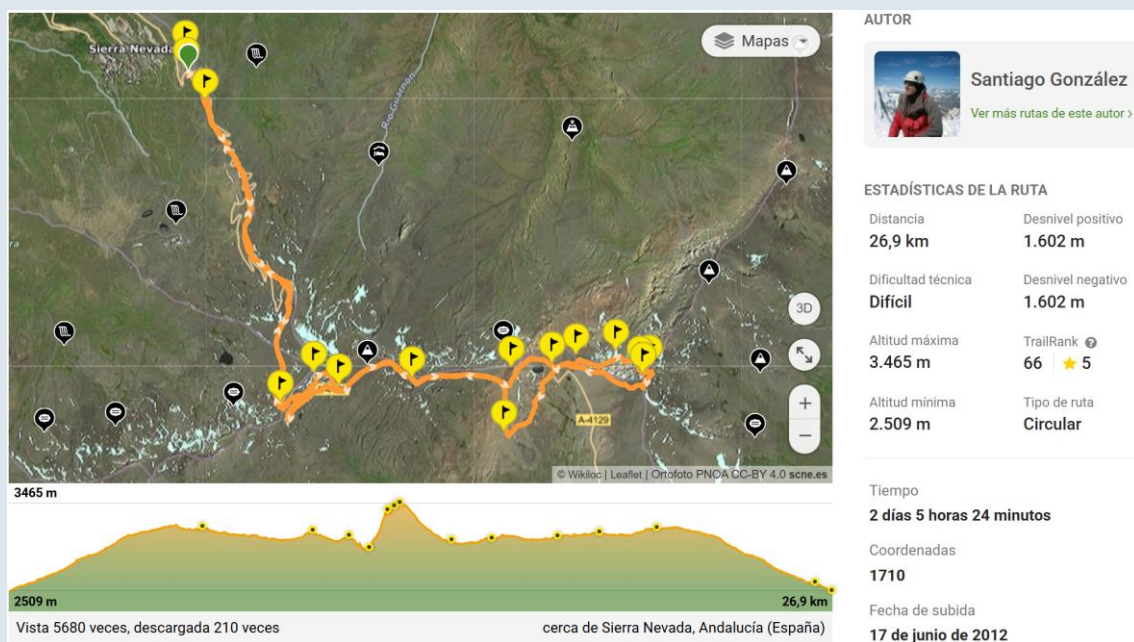 Sierra Nevada
Río Guarnón
Mapas
3D
+
−
A-4129
© Wikiloc | Leaflet | Ortofoto PNOA CC-BY 4.0 scne.es
3465 m
2509 m
26,9 km
Vista 5680 veces, descargada 210 veces
cerca de Sierra Nevada, Andalucía (España)
AUTOR
Santiago González
Ver más rutas de este autor ›
ESTADÍSTICAS DE LA RUTA
Distancia
26,9 km
Desnivel positivo
1.602 m
Dificultad técnica
Difícil
Desnivel negativo
1.602 m
Altitud máxima
3.465 m
TrailRank ?
66 ★ 5
Altitud mínima
2.509 m
Tipo de ruta
Circular
Tiempo
2 días 5 horas 24 minutos
Coordenadas
1710
Fecha de subida
17 de junio de 2012